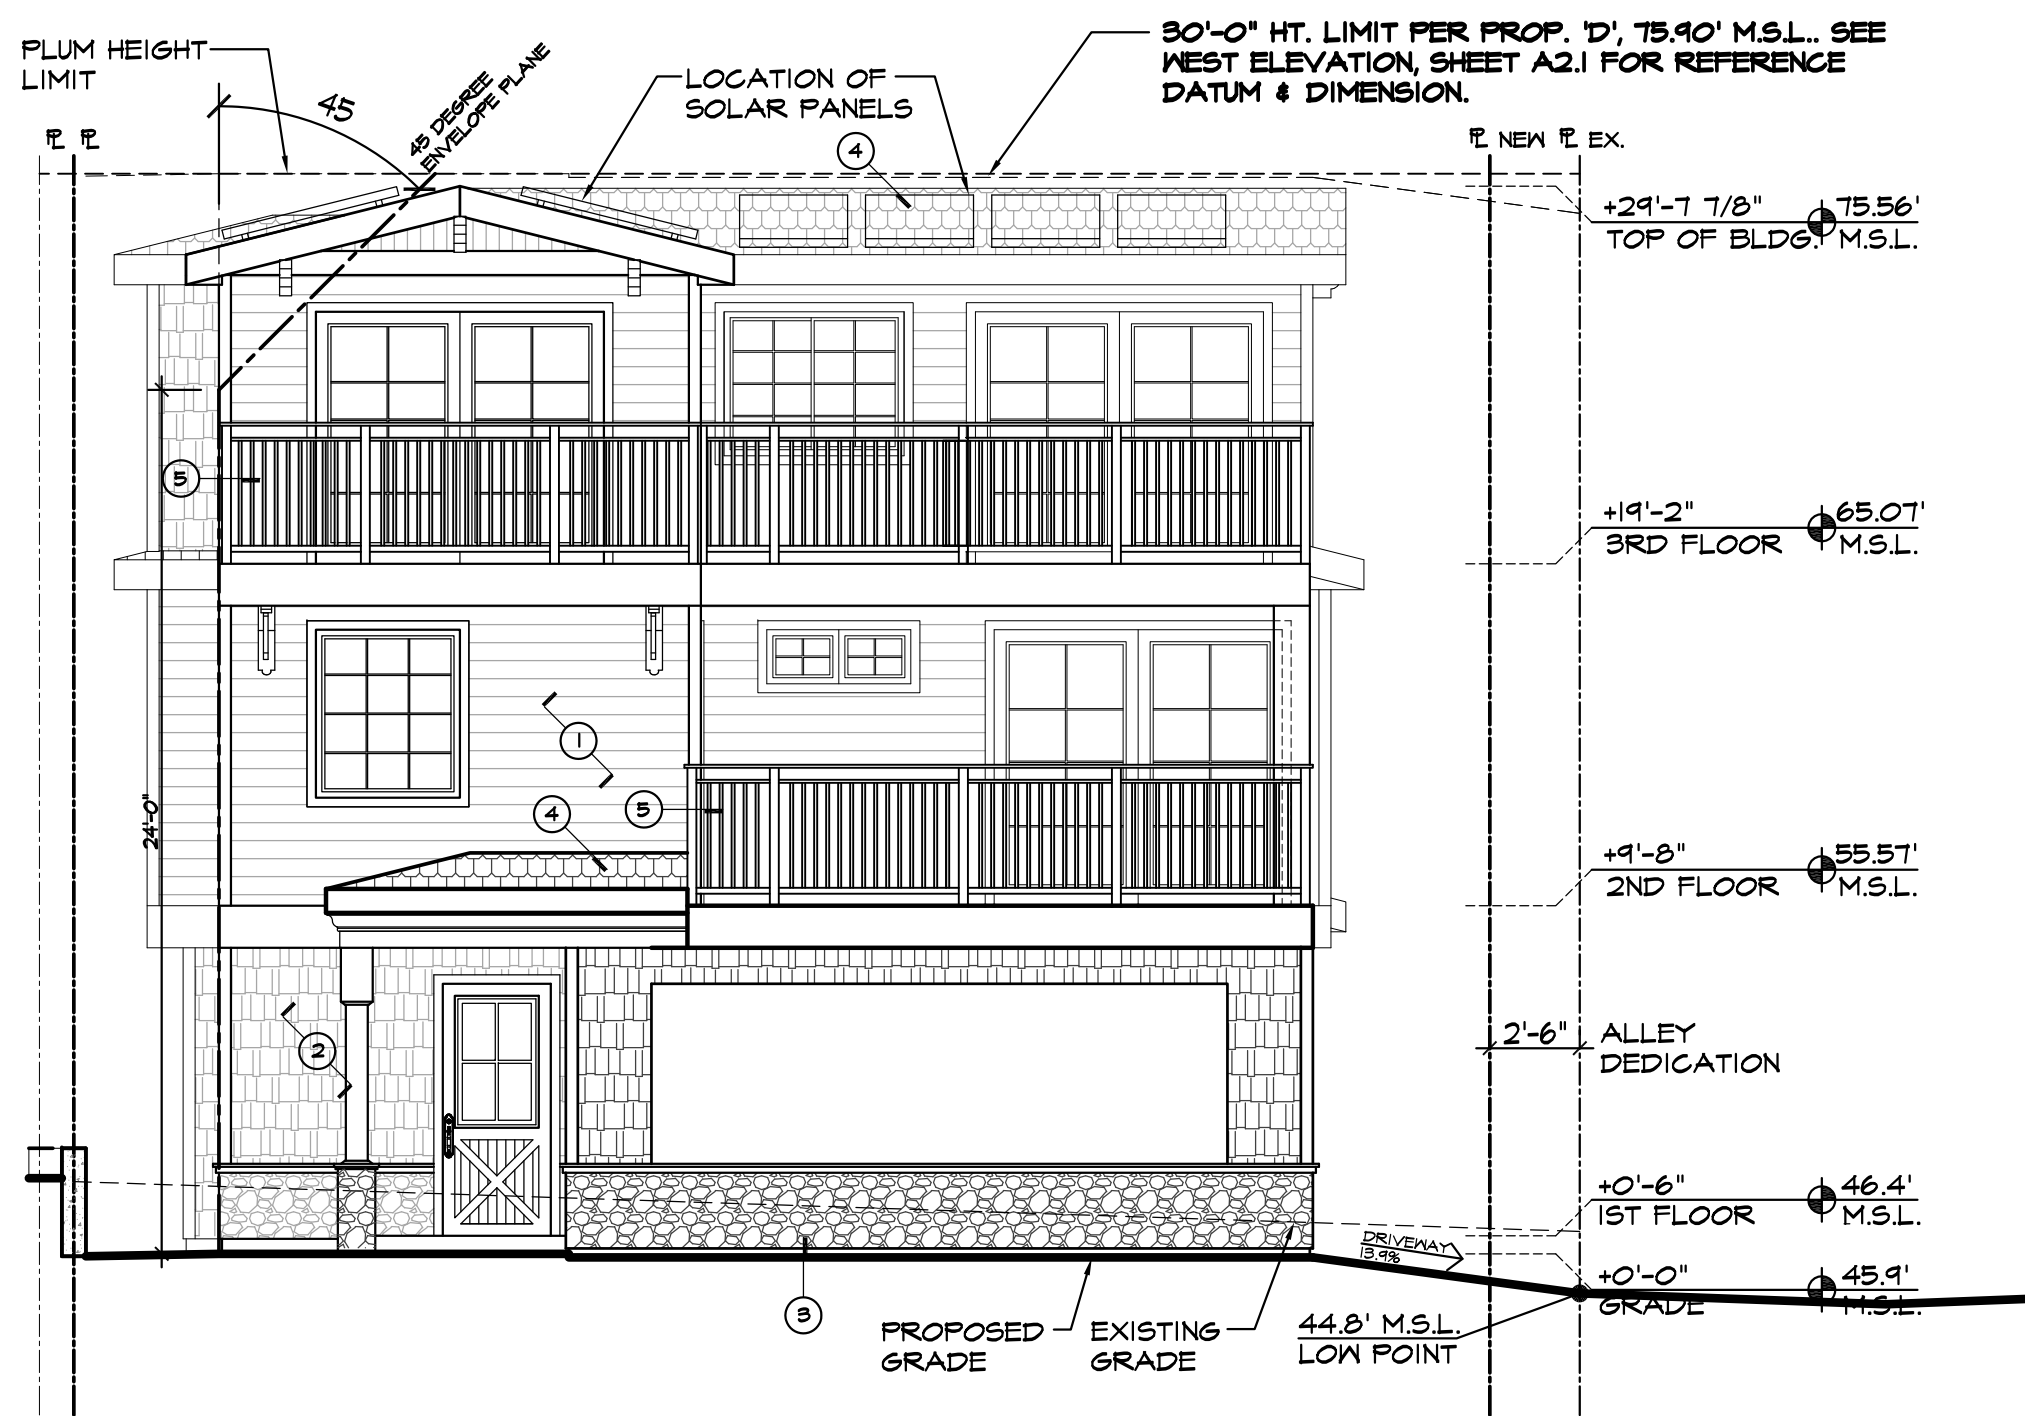 PLUM HEIGHT
LIMIT
45
45 DEGREE
ENVELOPE PLANE
LOCATION OF
SOLAR PANELS
30'-0" HT. LIMIT PER PROP. 'D', 75.90' M.S.L.. SEE
WEST ELEVATION, SHEET A2.1 FOR REFERENCE
DATUM & DIMENSION.
PL PL
PL NEW PL EX.
4
+29'-7 7/8" 75.56'
TOP OF BLDG. M.S.L.
5
+19'-2" 65.07'
3RD FLOOR M.S.L.
1
24'-0"
4
5
+9'-8" 55.57'
2ND FLOOR M.S.L.
2
2'-6" ALLEY
DEDICATION
+0'-6" 46.4'
1ST FLOOR M.S.L.
DRIVEWAY
13.9%
+0'-0" 45.9'
GRADE M.S.L.
3
PROPOSED
GRADE
EXISTING
GRADE
44.8' M.S.L.
LOW POINT